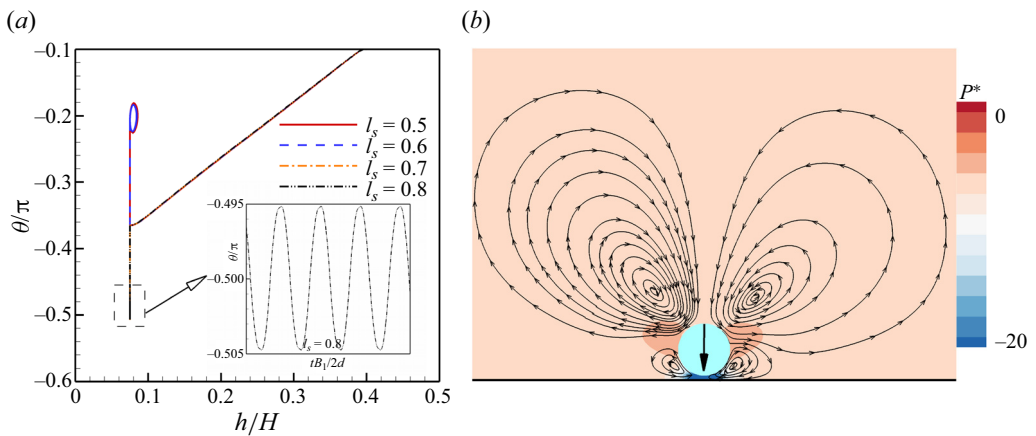 (a)
(b)
−0.1
−0.2
−0.3
−0.4
−0.5
−0.6
θ/π
0
0.1
0.2
0.3
0.4
0.5
h/H
l_s = 0.5
l_s = 0.6
l_s = 0.7
l_s = 0.8
−0.495
−0.500
−0.505
θ/π
l_s = 0.8
tB₁/2d
P*
0
−20